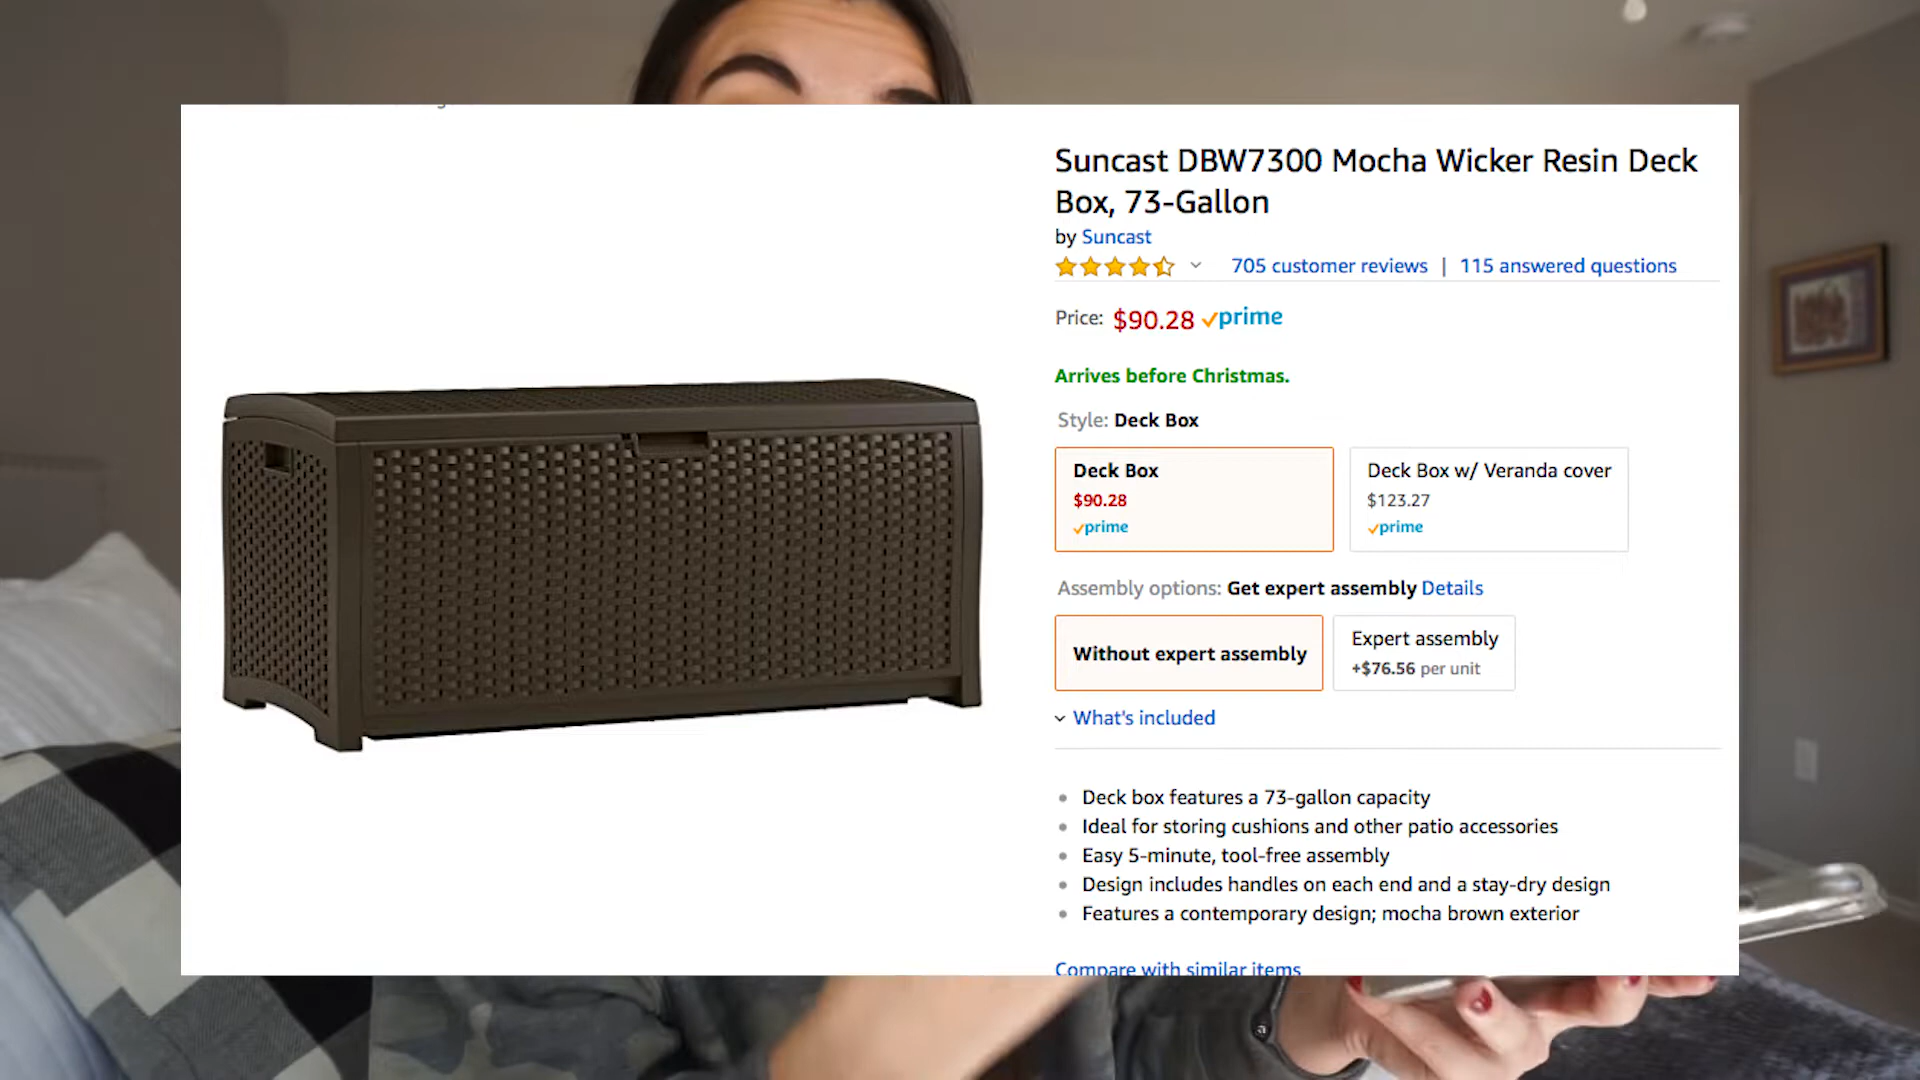 Suncast DBW7300 Mocha Wicker Resin Deck
Box, 73-Gallon
by Suncast
705 customer reviews | 115 answered questions
Price: $90.28 prime
Arrives before Christmas.
Style: Deck Box
Deck Box
$90.28
prime
Deck Box w/ Veranda cover
$123.27
prime
Assembly options: Get expert assembly Details
Without expert assembly
Expert assembly
+$76.56 per unit
What's included
Deck box features a 73-gallon capacity
Ideal for storing cushions and other patio accessories
Easy 5-minute, tool-free assembly
Design includes handles on each end and a stay-dry design
Features a contemporary design; mocha brown exterior
Compare with similar items